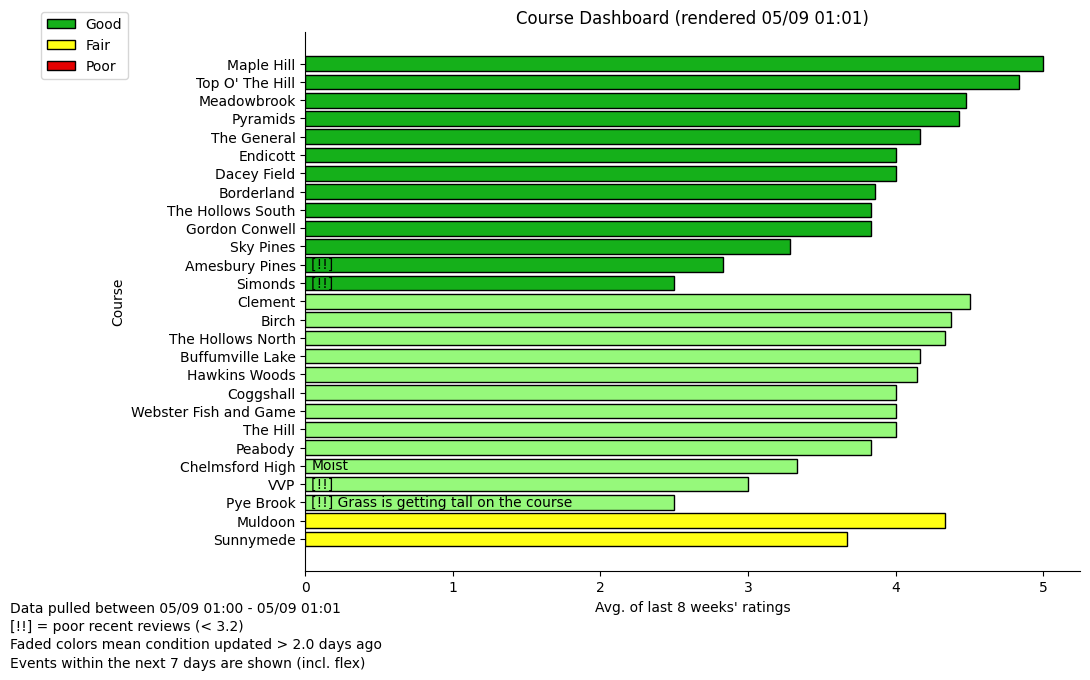 Course Dashboard (rendered 05/09 01:01)
Good
Fair
Poor
Course
Maple Hill
Top O' The Hill
Meadowbrook
Pyramids
The General
Endicott
Dacey Field
Borderland
The Hollows South
Gordon Conwell
Sky Pines
Amesbury Pines [!!]
Simonds [!!]
Clement
Birch
The Hollows North
Buffumville Lake
Hawkins Woods
Coggshall
Webster Fish and Game
The Hill
Peabody
Chelmsford High Moist
VVP [!!]
Pye Brook [!!] Grass is getting tall on the course
Muldoon
Sunnymede
0 1 2 3 4 5
Avg. of last 8 weeks' ratings
Data pulled between 05/09 01:00 - 05/09 01:01
[!!] = poor recent reviews (< 3.2)
Faded colors mean condition updated > 2.0 days ago
Events within the next 7 days are shown (incl. flex)